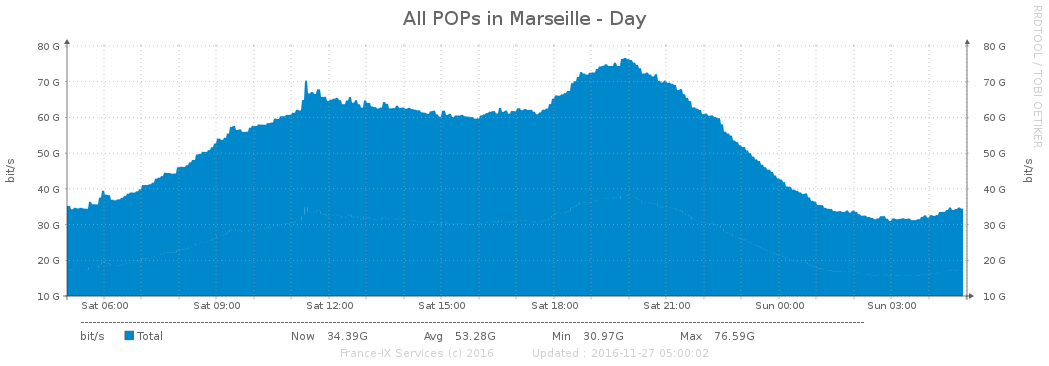 All POPs in Marseille - Day
RRDTOOL / TOBI OETIKER
80 G 80 G
70 G 70 G
60 G 60 G
50 G 50 G
40 G 40 G
30 G 30 G
20 G 20 G
10 G 10 G
bit/s
bit/s
Sat 06:00 Sat 09:00 Sat 12:00 Sat 15:00 Sat 18:00 Sat 21:00 Sun 00:00 Sun 03:00
bit/s Total Now 34.39G Avg 53.28G Min 30.97G Max 76.59G
France-IX Services (c) 2016 Updated : 2016-11-27 05:00:02